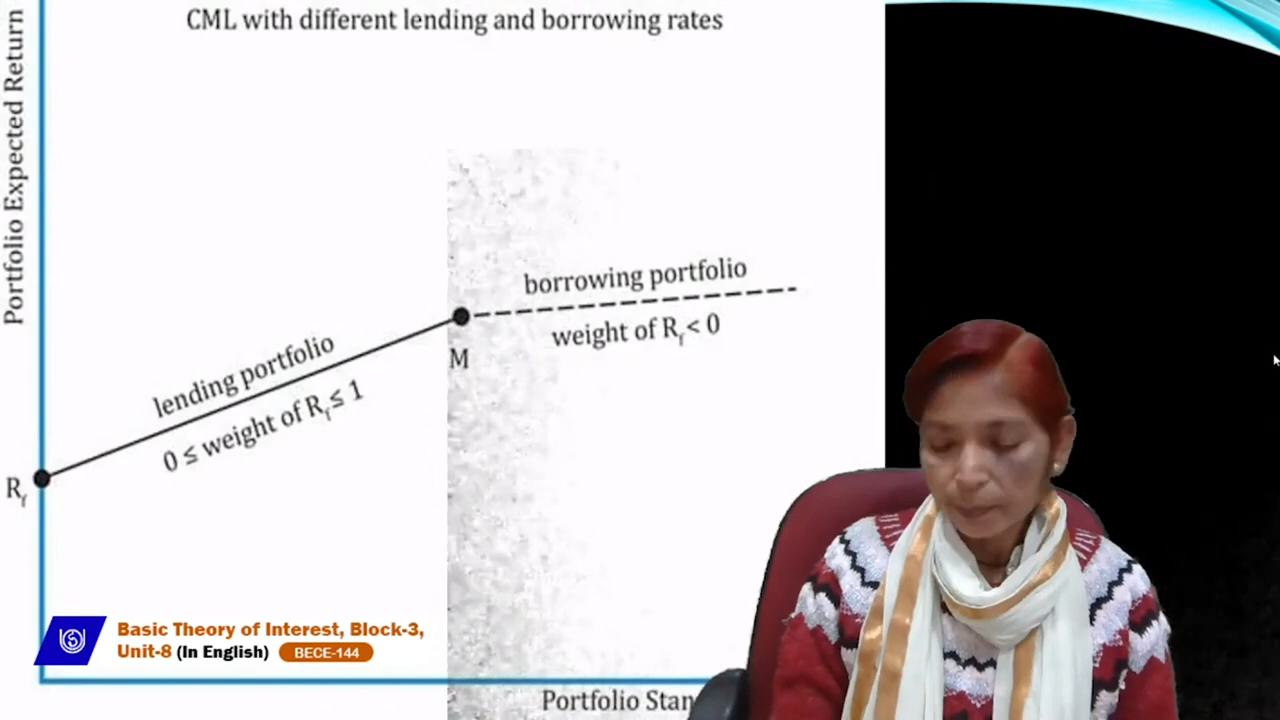 CML with different lending and borrowing rates
Portfolio Expected Return
borrowing portfolio
weight of Rf < 0
M
lending portfolio
0 ≤ weight of Rf ≤ 1
Rf
Basic Theory of Interest, Block-3,
Unit-8 (In English) BECE-144
Portfolio